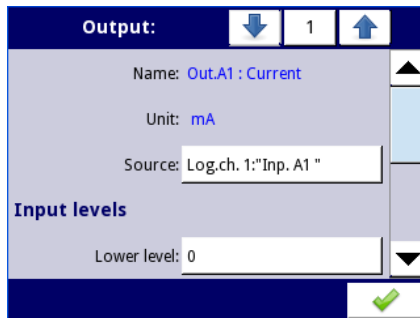 Output: 1
Name: Out.A1 : Current
Unit: mA
Source: Log.ch. 1:"Inp. A1 "
Input levels
Lower level: 0